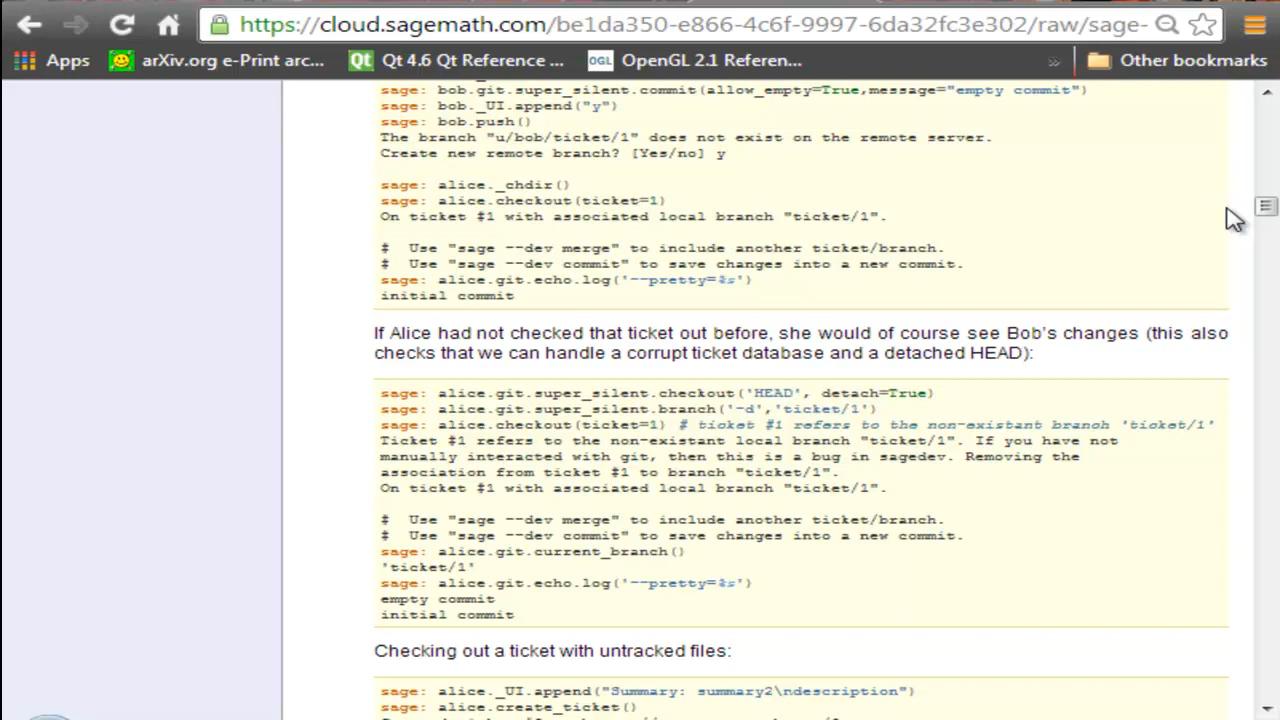 https://cloud.sagemath.com/be1da350-e866-4c6f-9997-6da32fc3e302/raw/sage-
Apps arXiv.org e-Print arc... Qt Qt 4.6 Qt Reference ... OGL OpenGL 2.1 Referen... » Other bookmarks
sage: bob.git.super_silent.commit(allow_empty=True,message="empty commit")
sage: bob._UI.append("y")
sage: bob.push()
The branch "u/bob/ticket/1" does not exist on the remote server.
Create new remote branch? [Yes/no] y
sage: alice._chdir()
sage: alice.checkout(ticket=1)
On ticket #1 with associated local branch "ticket/1".
#  Use "sage --dev merge" to include another ticket/branch.
#  Use "sage --dev commit" to save changes into a new commit.
sage: alice.git.echo.log('--pretty=%s')
initial commit
If Alice had not checked that ticket out before, she would of course see Bob's changes (this also
checks that we can handle a corrupt ticket database and a detached HEAD):
sage: alice.git.super_silent.checkout('HEAD', detach=True)
sage: alice.git.super_silent.branch('-d','ticket/1')
sage: alice.checkout(ticket=1) # ticket #1 refers to the non-existant branch 'ticket/1'
Ticket #1 refers to the non-existant local branch "ticket/1". If you have not
manually interacted with git, then this is a bug in sagedev. Removing the
association from ticket #1 to branch "ticket/1".
On ticket #1 with associated local branch "ticket/1".
#  Use "sage --dev merge" to include another ticket/branch.
#  Use "sage --dev commit" to save changes into a new commit.
sage: alice.git.current_branch()
'ticket/1'
sage: alice.git.echo.log('--pretty=%s')
empty commit
initial commit
Checking out a ticket with untracked files:
sage: alice._UI.append("Summary: summary2\ndescription")
sage: alice.create_ticket()